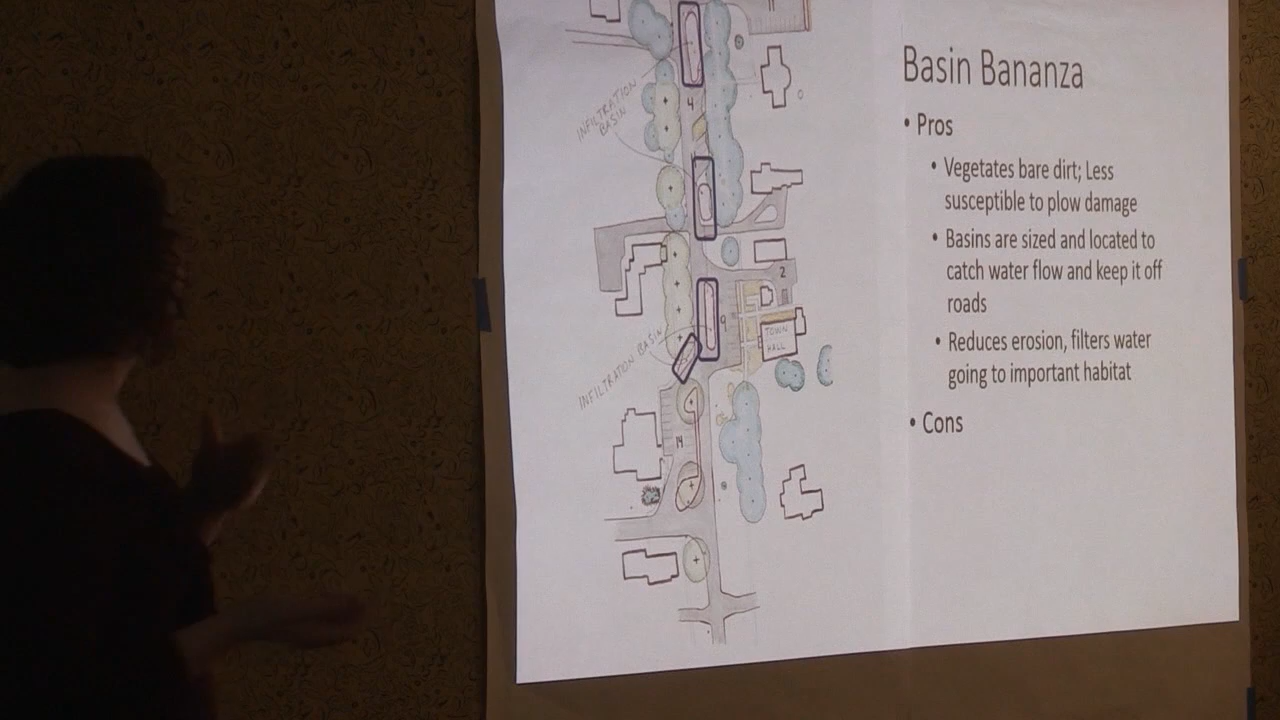 INFILTRATION
BASIN
4
2
9
TOWN
HALL
INFILTRATION BASIN
14
Basin Bananza
• Pros
• Vegetates bare dirt; Less
susceptible to plow damage
• Basins are sized and located to
catch water flow and keep it off
roads
• Reduces erosion, filters water
going to important habitat
• Cons